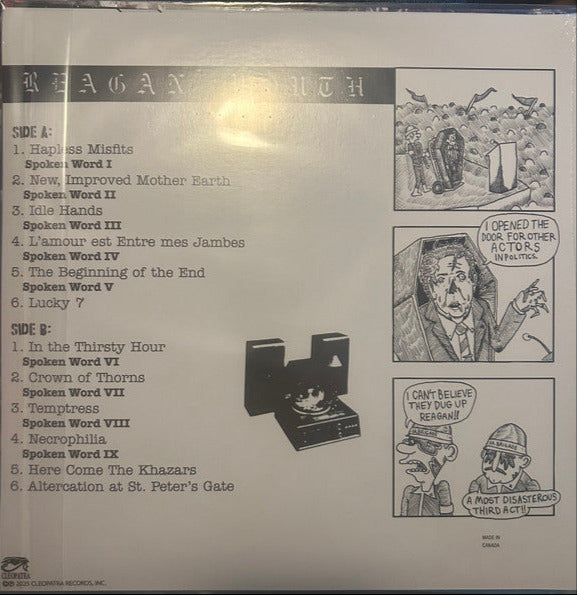 REAGAN YOUTH
SIDE A:
1. Hapless Misfits
Spoken Word I
2. New, Improved Mother Earth
Spoken Word II
3. Idle Hands
Spoken Word III
4. L'amour est Entre mes Jambes
Spoken Word IV
5. The Beginning of the End
Spoken Word V
6. Lucky 7
SIDE B:
1. In the Thirsty Hour
Spoken Word VI
2. Crown of Thorns
Spoken Word VII
3. Temptress
Spoken Word VIII
4. Necrophilia
Spoken Word IX
5. Here Come The Khazars
6. Altercation at St. Peter's Gate
I OPENED THE
DOOR FOR OTHER
ACTORS
IN POLITICS.
I CAN'T BELIEVE
THEY DUG UP
REAGAN!!
A MOST DISASTEROUS
THIRD ACT!!
MADE IN
CANADA
CLEOPATRA
©℗ 2025 CLEOPATRA RECORDS, INC.